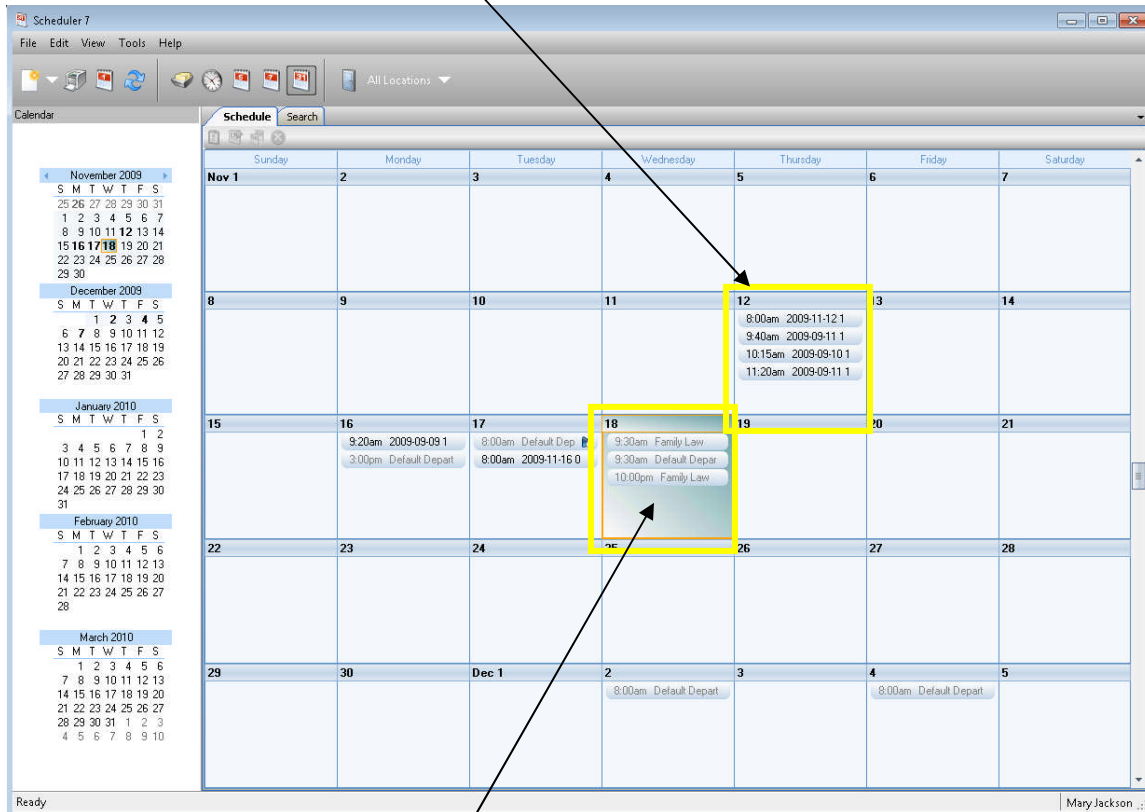 Scheduler 7
File Edit View Tools Help
All Locations
Calendar
Schedule Search
November 2009
S M T W T F S
25 26 27 28 29 30 31
1 2 3 4 5 6 7
8 9 10 11 12 13 14
15 16 17 18 19 20 21
22 23 24 25 26 27 28
29 30
December 2009
S M T W T F S
1 2 3 4 5
6 7 8 9 10 11 12
13 14 15 16 17 18 19
20 21 22 23 24 25 26
27 28 29 30 31
January 2010
S M T W T F S
1 2
3 4 5 6 7 8 9
10 11 12 13 14 15 16
17 18 19 20 21 22 23
24 25 26 27 28 29 30
31
February 2010
S M T W T F S
1 2 3 4 5 6
7 8 9 10 11 12 13
14 15 16 17 18 19 20
21 22 23 24 25 26 27
28
March 2010
S M T W T F S
1 2 3 4 5 6
7 8 9 10 11 12 13
14 15 16 17 18 19 20
21 22 23 24 25 26 27
28 29 30 31 1 2 3
4 5 6 7 8 9 10
Sunday Monday Tuesday Wednesday Thursday Friday Saturday
Nov 1 2 3 4 5 6 7
8 9 10 11 12 13 14
8:00am 2009-11-12 1
9:40am 2009-09-11 1
10:15am 2009-09-10 1
11:20am 2009-09-11 1
15 16 17 18 19 20 21
9:20am 2009-09-09 1 8:00am Default Dep 9:30am Family Law
3:00pm Default Depart 8:00am 2009-11-16 0 9:30am Default Depar
10:00pm Family Law
22 23 24 25 26 27 28
29 30 Dec 1 2 3 4 5
8:00am Default Depart 8:00am Default Depart
Ready Mary Jackson